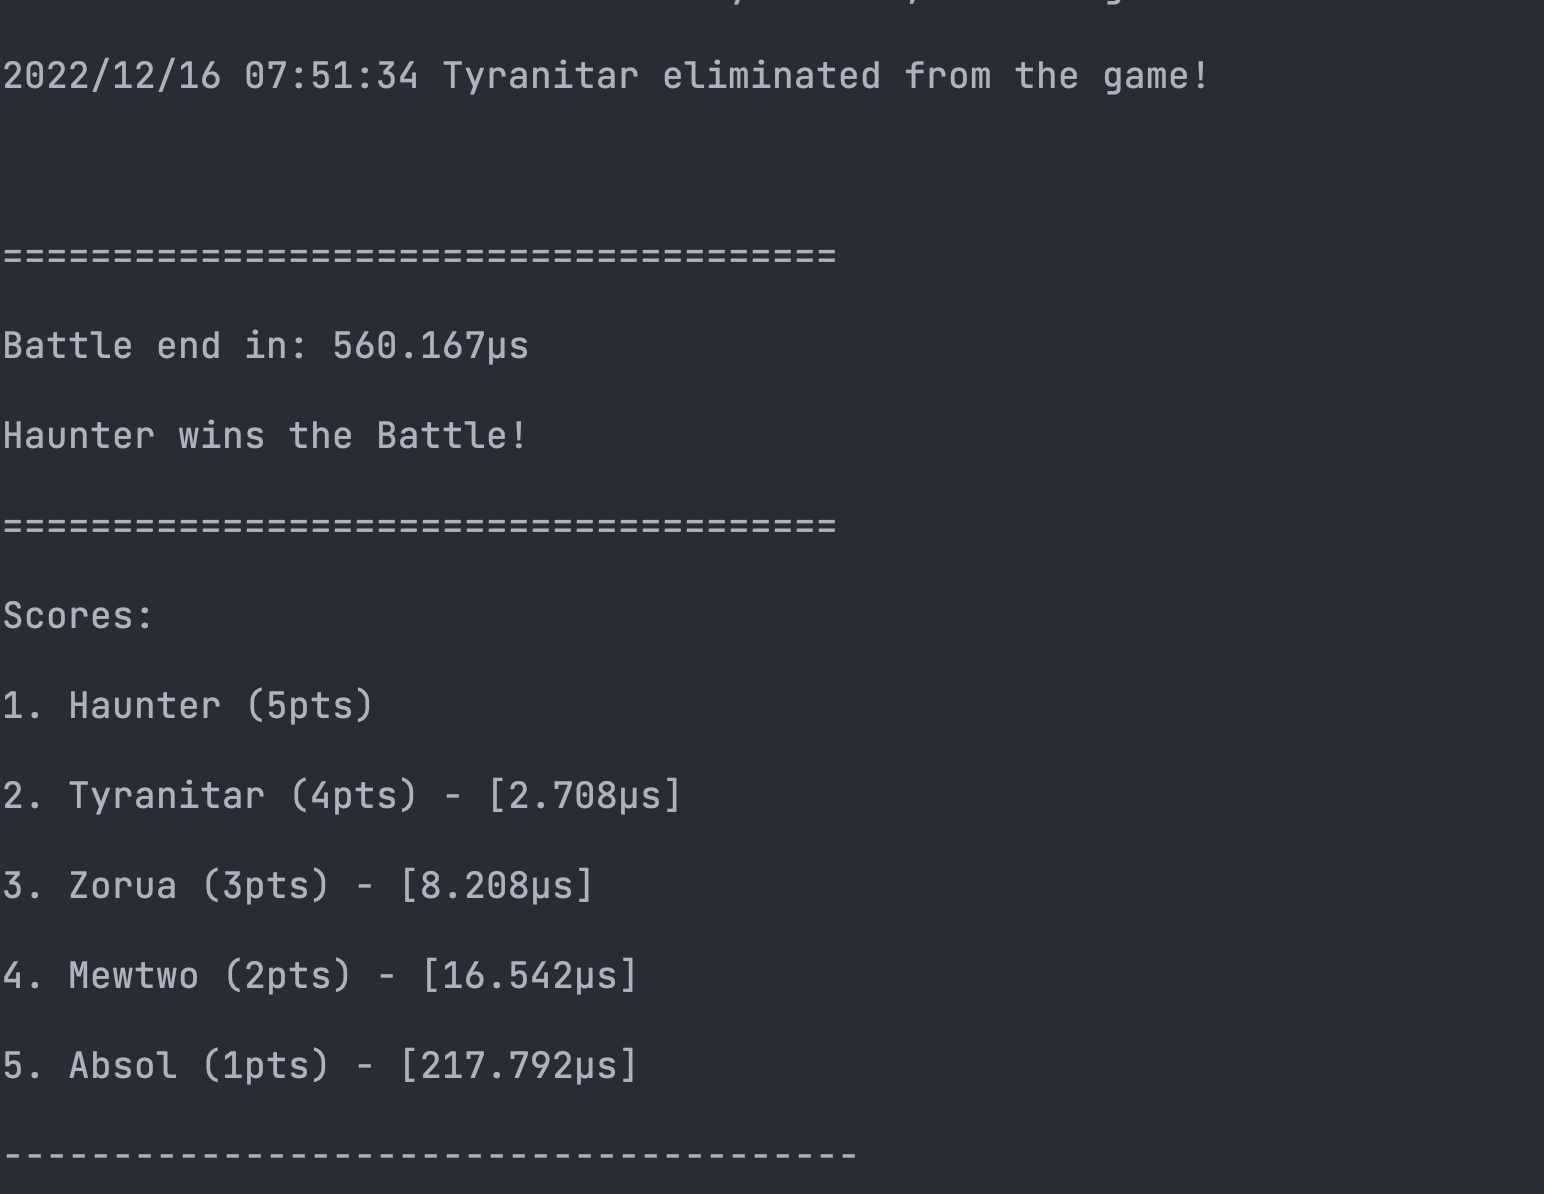 2022/12/16 07:51:34 Tyranitar eliminated from the game!
======================================
Battle end in: 560.167µs
Haunter wins the Battle!
======================================
Scores:
1. Haunter (5pts)
2. Tyranitar (4pts) - [2.708µs]
3. Zorua (3pts) - [8.208µs]
4. Mewtwo (2pts) - [16.542µs]
5. Absol (1pts) - [217.792µs]
---------------------------------------